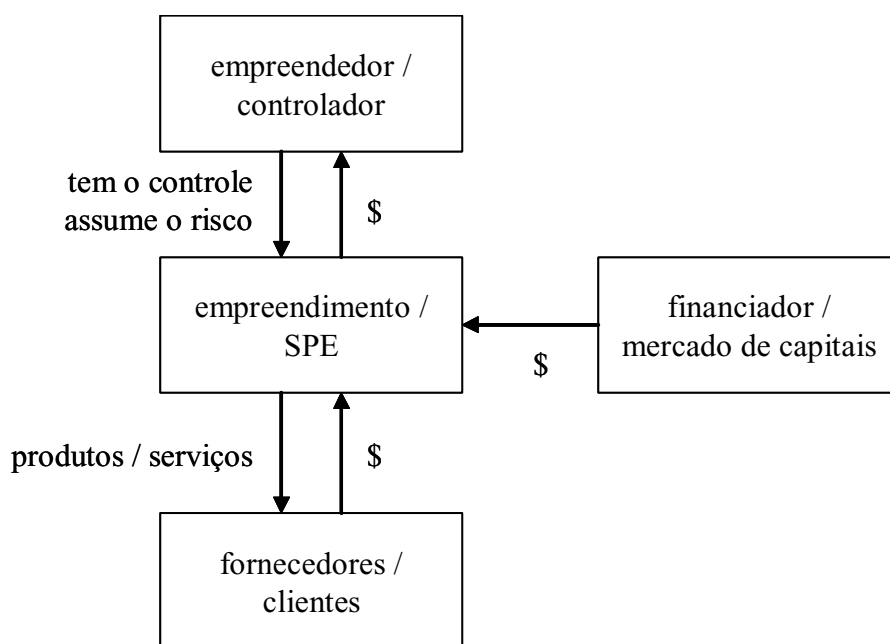 empreendedor /
controlador
tem o controle
assume o risco
$
empreendimento /
SPE
financiador /
mercado de capitais
$
produtos / serviços
$
fornecedores /
clientes